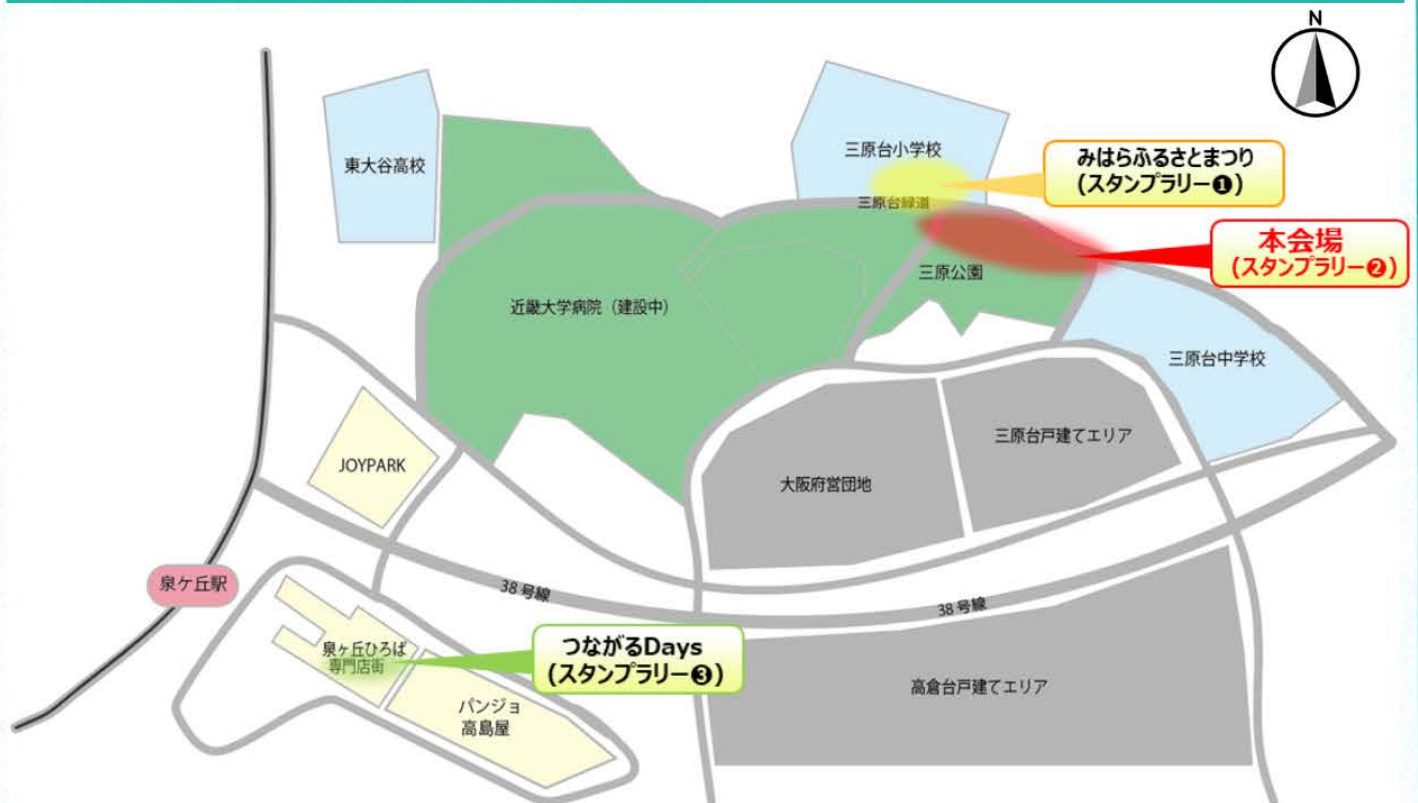 N
東大谷高校
三原台小学校
みはらふるさとまつり
(スタンプラリー❶)
三原台緑道
本会場
(スタンプラリー❷)
三原公園
近畿大学病院（建設中）
三原台中学校
三原台戸建てエリア
JOYPARK
大阪府営団地
泉ケ丘駅
38号線
38号線
つながるDays
(スタンプラリー❸)
泉ヶ丘ひろば
専門店街
高倉台戸建てエリア
パンジョ
高島屋